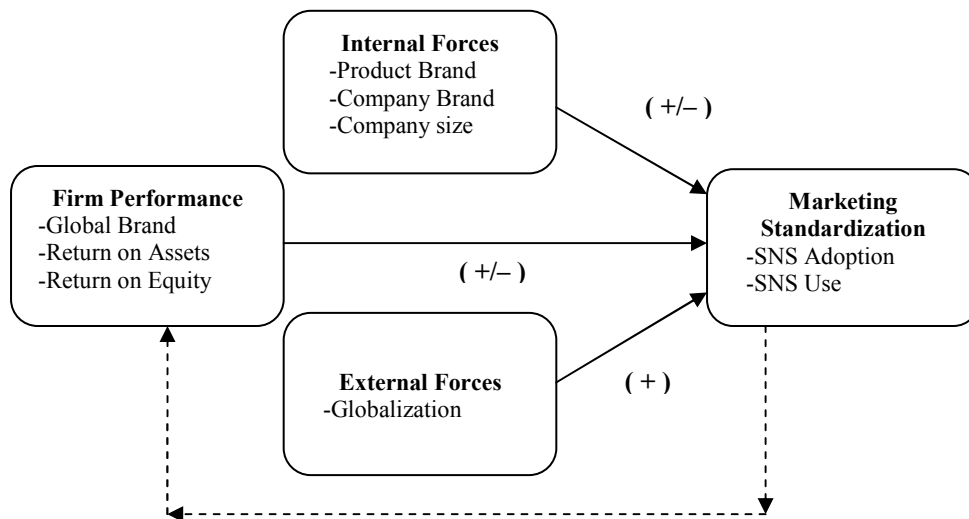 Internal Forces
-Product Brand
-Company Brand
-Company size
( +/– )
Firm Performance
-Global Brand
-Return on Assets
-Return on Equity
( +/– )
Marketing
Standardization
-SNS Adoption
-SNS Use
External Forces
-Globalization
( + )